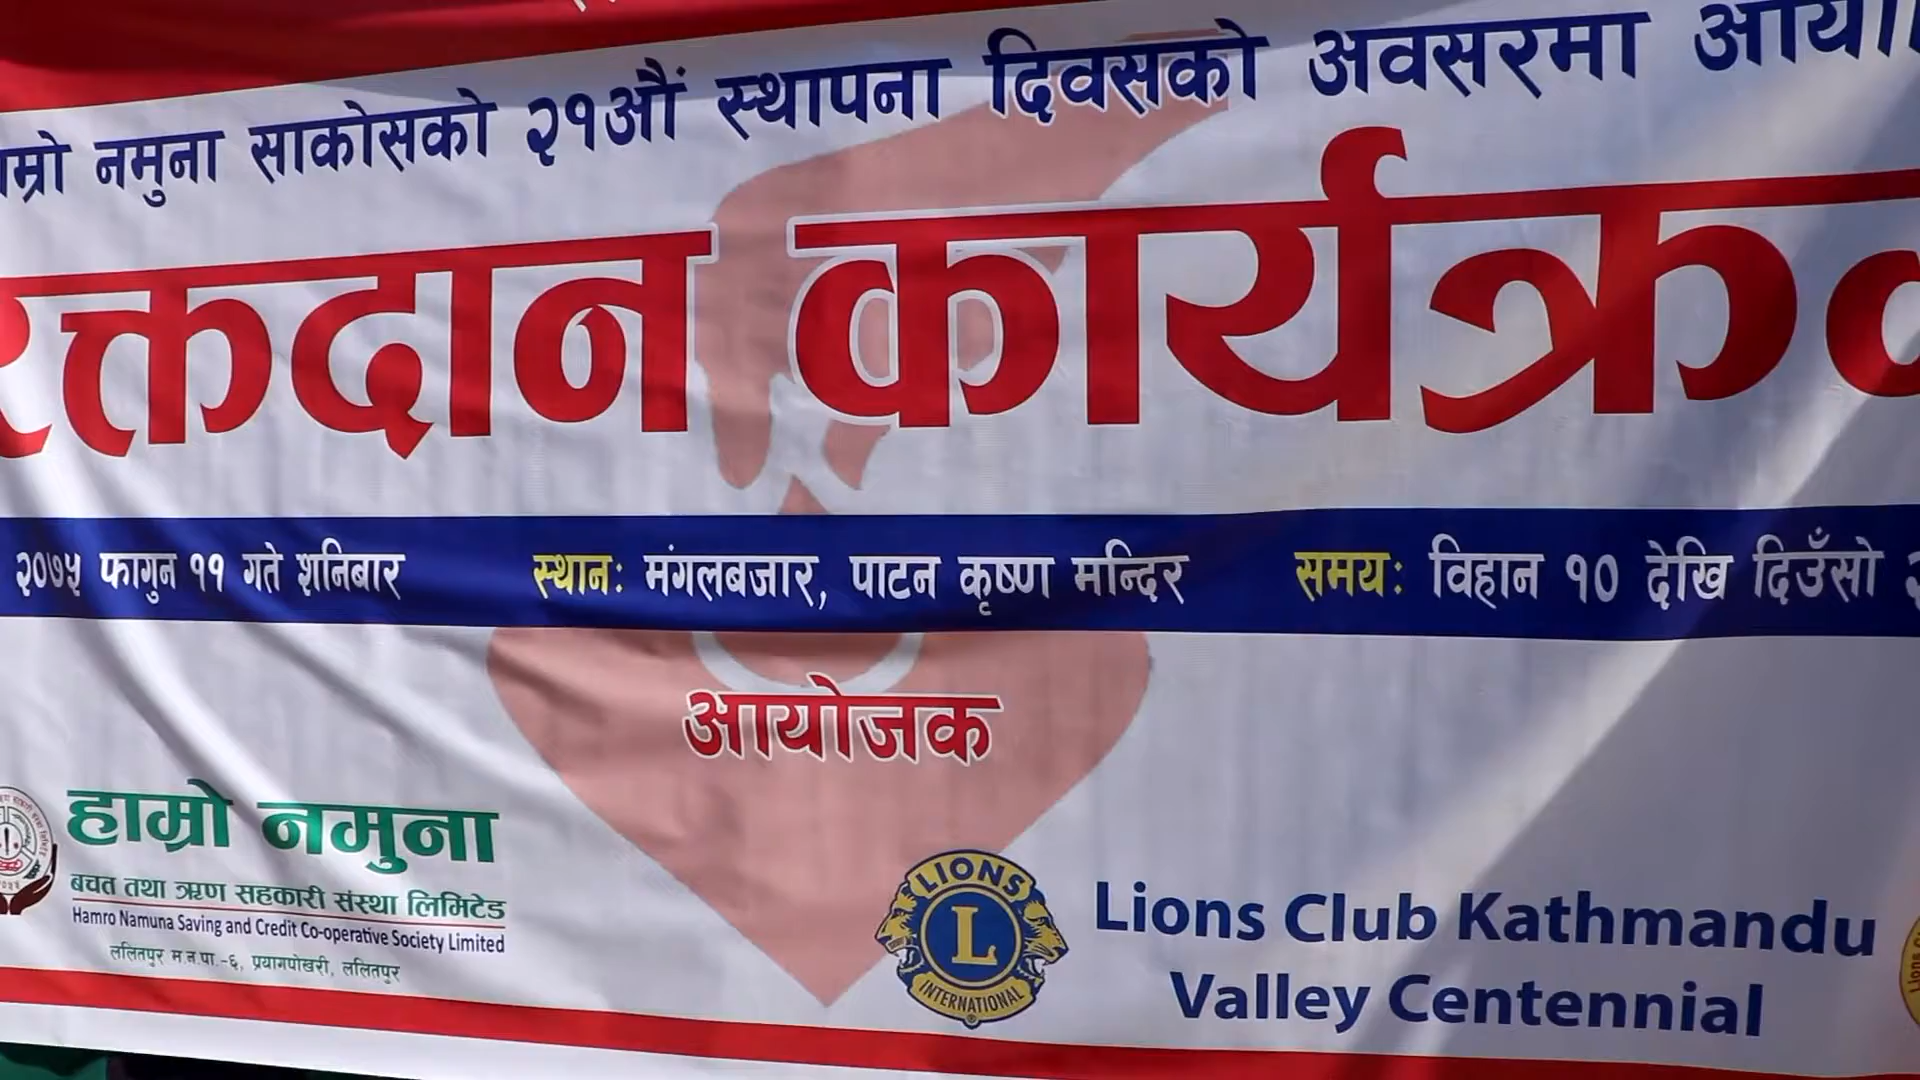 नमुना साकोसको २१औं स्थापना दिवसको अवसरमा
रक्तदान
२०७५ फागुन ११ गते शनिबार स्थानः मंगलबजार, पाटन कृष्ण मन्दिर समयः विहान १० देखि दिउँसो
आयोजक
हाम्रो नमुना
बचत तथा ऋण सहकारी संस्था लिमिटेड
Hamro Namuna Saving and Credit Co-operative Society Limited
ललितपुर म.न.पा.-६, प्रयागपोखरी, ललितपुर
LIONS
L
INTERNATIONAL
Lions Club Kathmandu
Valley Centennial